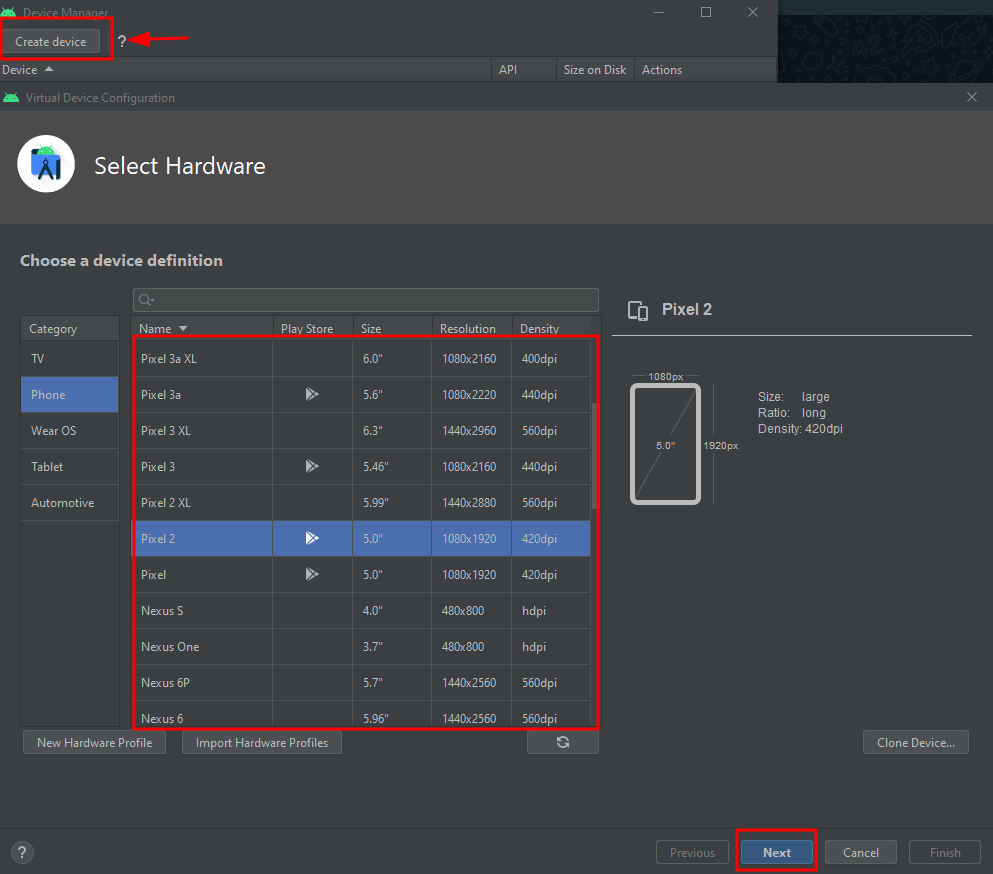 Device Manager
Create device
?
Device API Size on Disk Actions
Virtual Device Configuration
Select Hardware
Choose a device definition
Category
TV
Phone
Wear OS
Tablet
Automotive
Name Play Store Size Resolution Density
Pixel 3a XL 6.0" 1080x2160 400dpi
Pixel 3a 5.6" 1080x2220 440dpi
Pixel 3 XL 6.3" 1440x2960 560dpi
Pixel 3 5.46" 1080x2160 440dpi
Pixel 2 XL 5.99" 1440x2880 560dpi
Pixel 2 5.0" 1080x1920 420dpi
Pixel 5.0" 1080x1920 420dpi
Nexus S 4.0" 480x800 hdpi
Nexus One 3.7" 480x800 hdpi
Nexus 6P 5.7" 1440x2560 560dpi
Nexus 6 5.96" 1440x2560 560dpi
Pixel 2
1080px
5.0"
1920px
Size: large
Ratio: long
Density: 420dpi
New Hardware Profile Import Hardware Profiles Clone Device...
? Previous Next Cancel Finish